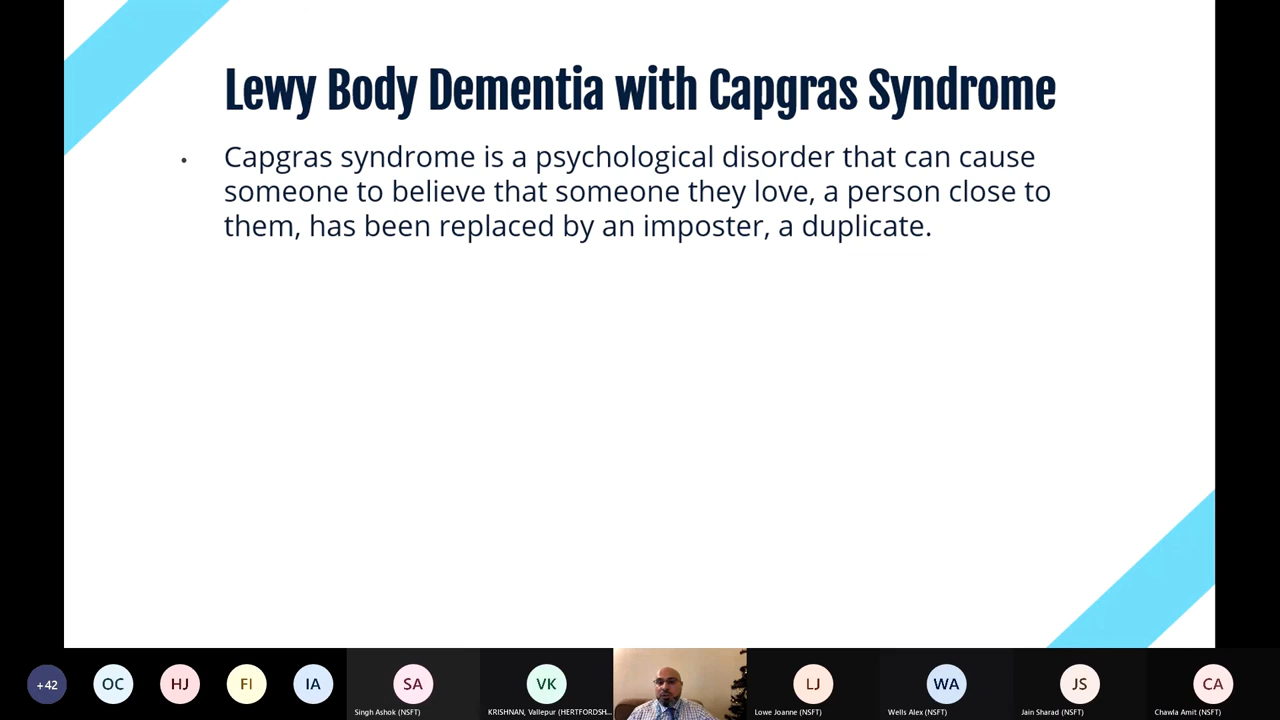 Lewy Body Dementia with Capgras Syndrome
• Capgras syndrome is a psychological disorder that can cause
someone to believe that someone they love, a person close to
them, has been replaced by an imposter, a duplicate.
+42
OC
HJ
FI
IA
SA
Singh Ashok (NSFT)
VK
KRISHNAN, Vallepur (HERTFORDSH...
LJ
Lowe Joanne (NSFT)
WA
Wells Alex (NSFT)
JS
Jain Sharad (NSFT)
CA
Chawla Amit (NSFT)